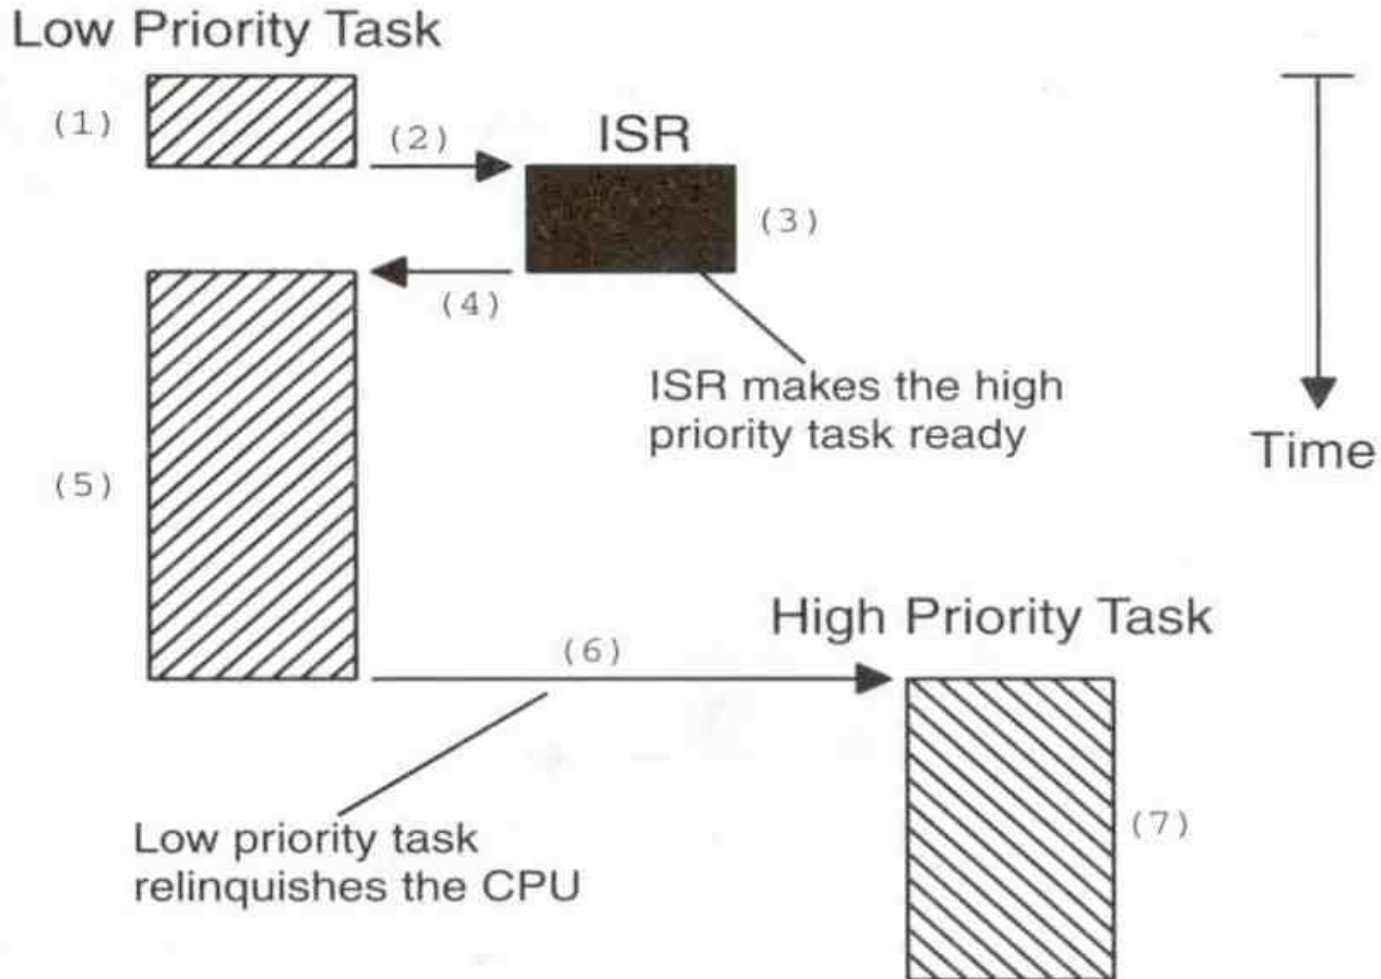 Low Priority Task
(1)
(2)
ISR
(3)
(4)
ISR makes the high
priority task ready
Time
(5)
High Priority Task
(6)
Low priority task
relinquishes the CPU
(7)